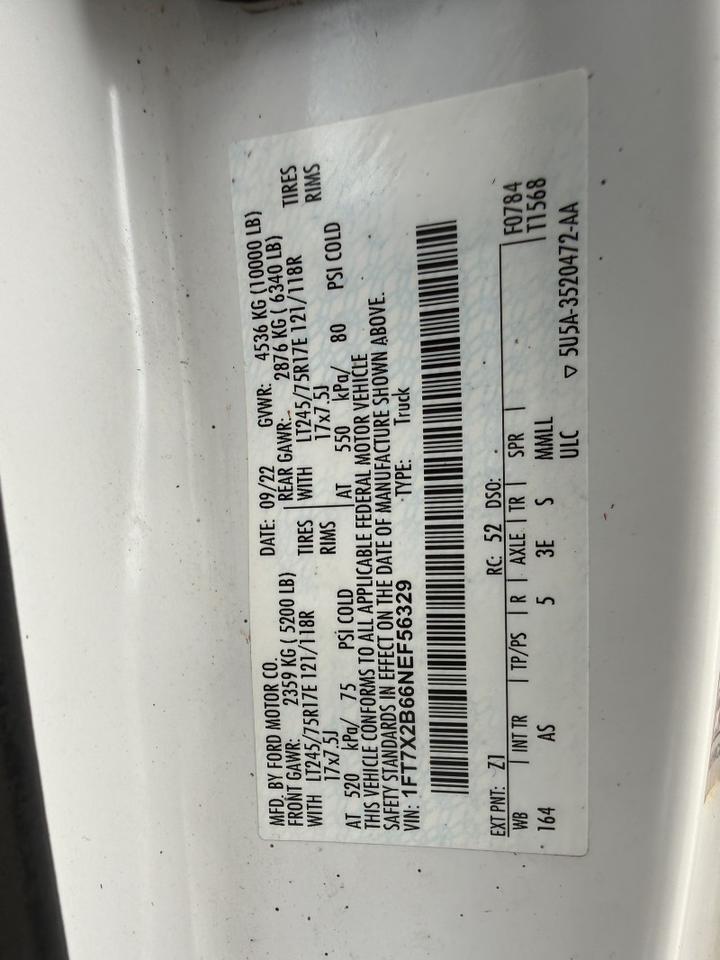 MFD. BY FORD MOTOR CO.
DATE: 09/22 GVWR: 4536 KG (10000 LB)
FRONT GAWR: 2359 KG ( 5200 LB) REAR GAWR: 2876 KG ( 6340 LB)
WITH LT245/75R17E 121/118R TIRES WITH LT245/75R17E 121/118R TIRES
17x7.5J RIMS 17x7.5J RIMS
AT 520 kPa/ 75 PSI COLD AT 550 kPa/ 80 PSI COLD
THIS VEHICLE CONFORMS TO ALL APPLICABLE FEDERAL MOTOR VEHICLE
SAFETY STANDARDS IN EFFECT ON THE DATE OF MANUFACTURE SHOWN ABOVE.
VIN: 1FT7X2B66NEF56329 TYPE: Truck
EXT PNT: Z1 RC: 52 DSO:
WB INT TR TP/PS R AXLE TR SPR F0784
164 AS 5 3E S MMLL T1568
ULC ▽ 5U5A-3520472-AA